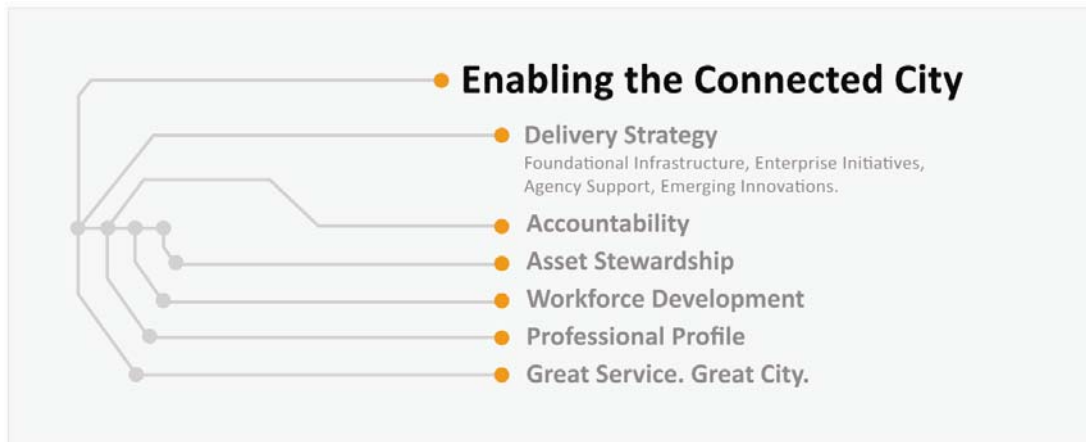 Enabling the Connected City
Delivery Strategy
Foundational Infrastructure, Enterprise Initiatives,
Agency Support, Emerging Innovations.
Accountability
Asset Stewardship
Workforce Development
Professional Profile
Great Service. Great City.